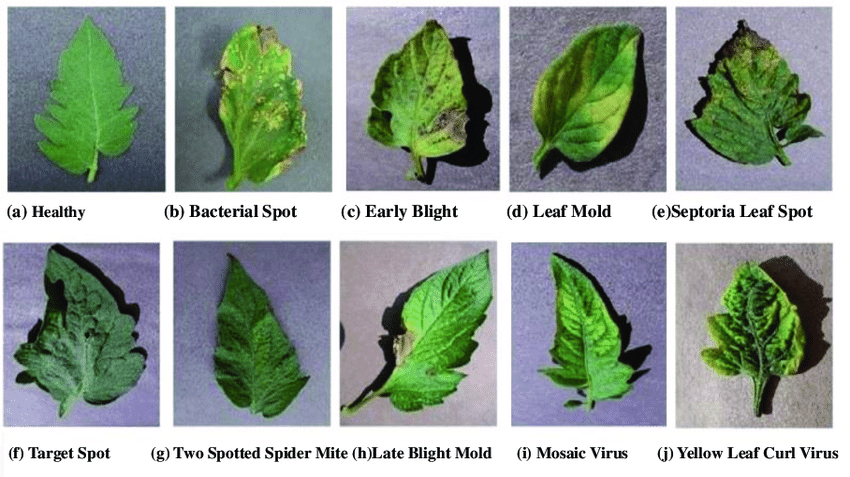 (a) Healthy (b) Bacterial Spot (c) Early Blight (d) Leaf Mold (e)Septoria Leaf Spot
(f) Target Spot (g) Two Spotted Spider Mite (h)Late Blight Mold (i) Mosaic Virus (j) Yellow Leaf Curl Virus